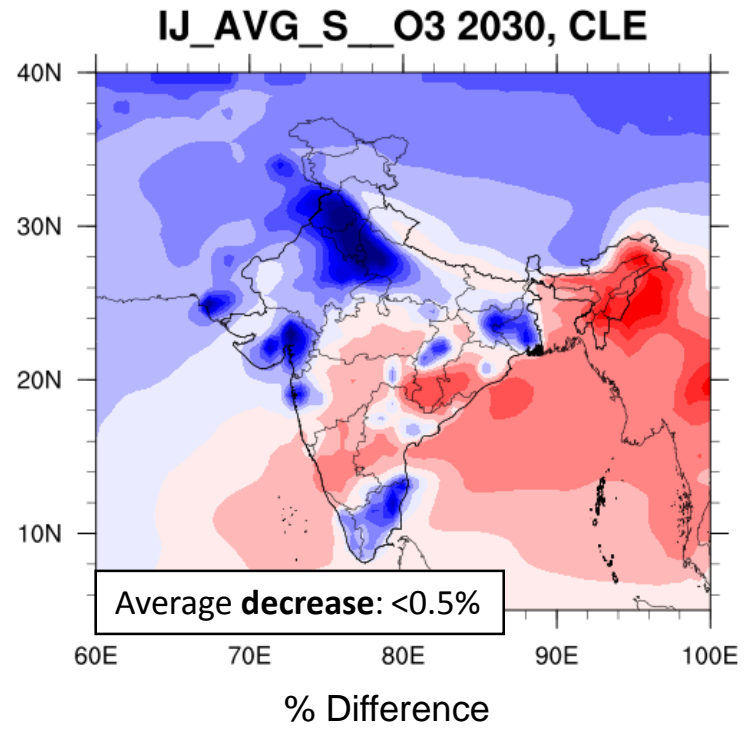 IJ_AVG_S__O3 2030, CLE
40N
30N
20N
10N
Average decrease: <0.5%
60E 70E 80E 90E 100E
% Difference